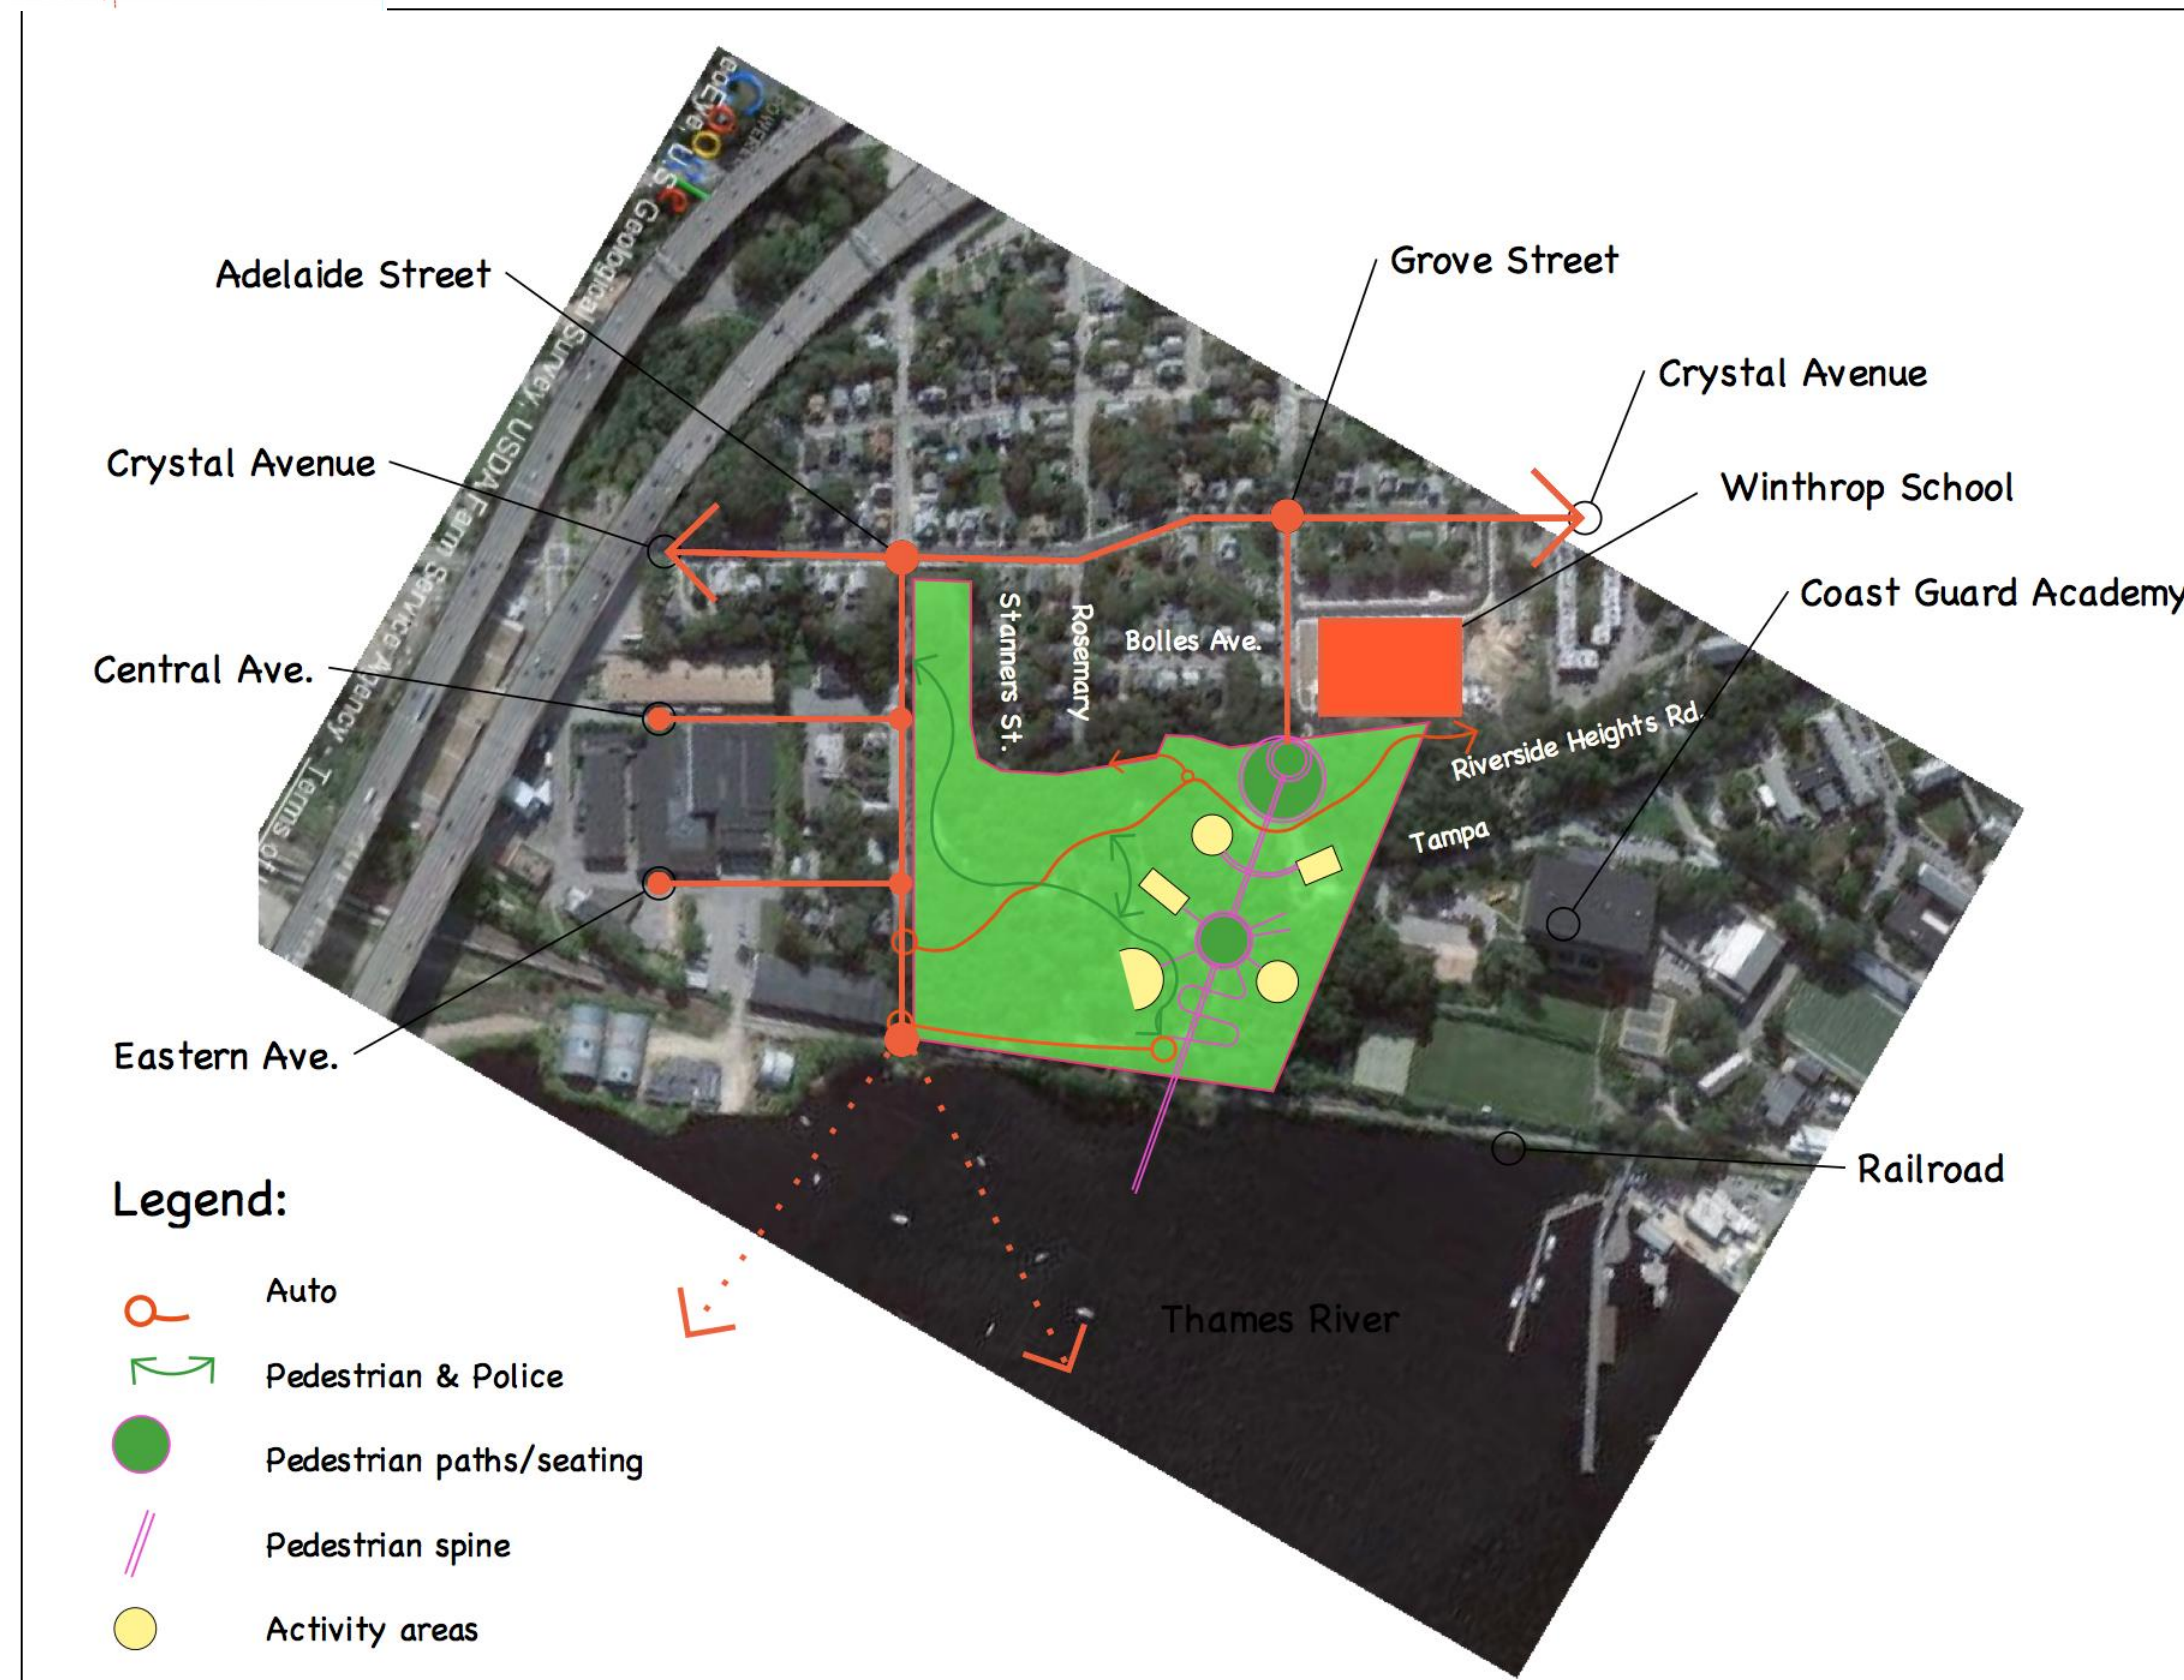 Google
GeoEye, U.S. Geological Survey, USDA Farm Service Agency - Terms of
Adelaide Street
Grove Street
Crystal Avenue
Crystal Avenue
Winthrop School
Coast Guard Academy
Central Ave.
Stanners St.
Rosemary
Bolles Ave.
Riverside Heights Rd.
Tampa
Eastern Ave.
Railroad
Thames River
Legend:
Auto
Pedestrian & Police
Pedestrian paths/seating
Pedestrian spine
Activity areas